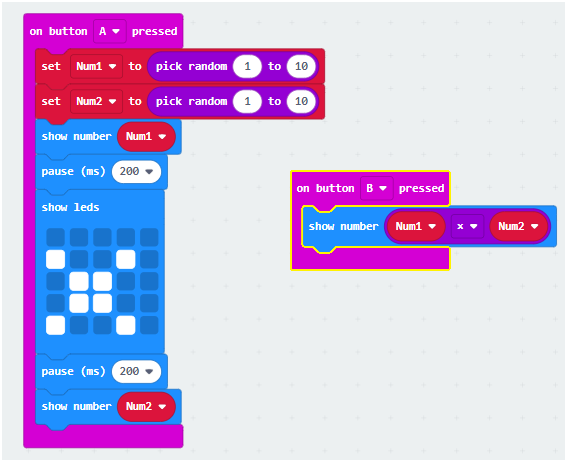 on button A pressed
set Num1 to pick random 1 to 10
set Num2 to pick random 1 to 10
show number Num1
pause (ms) 200
show leds
pause (ms) 200
show number Num2
on button B pressed
show number Num1 × Num2